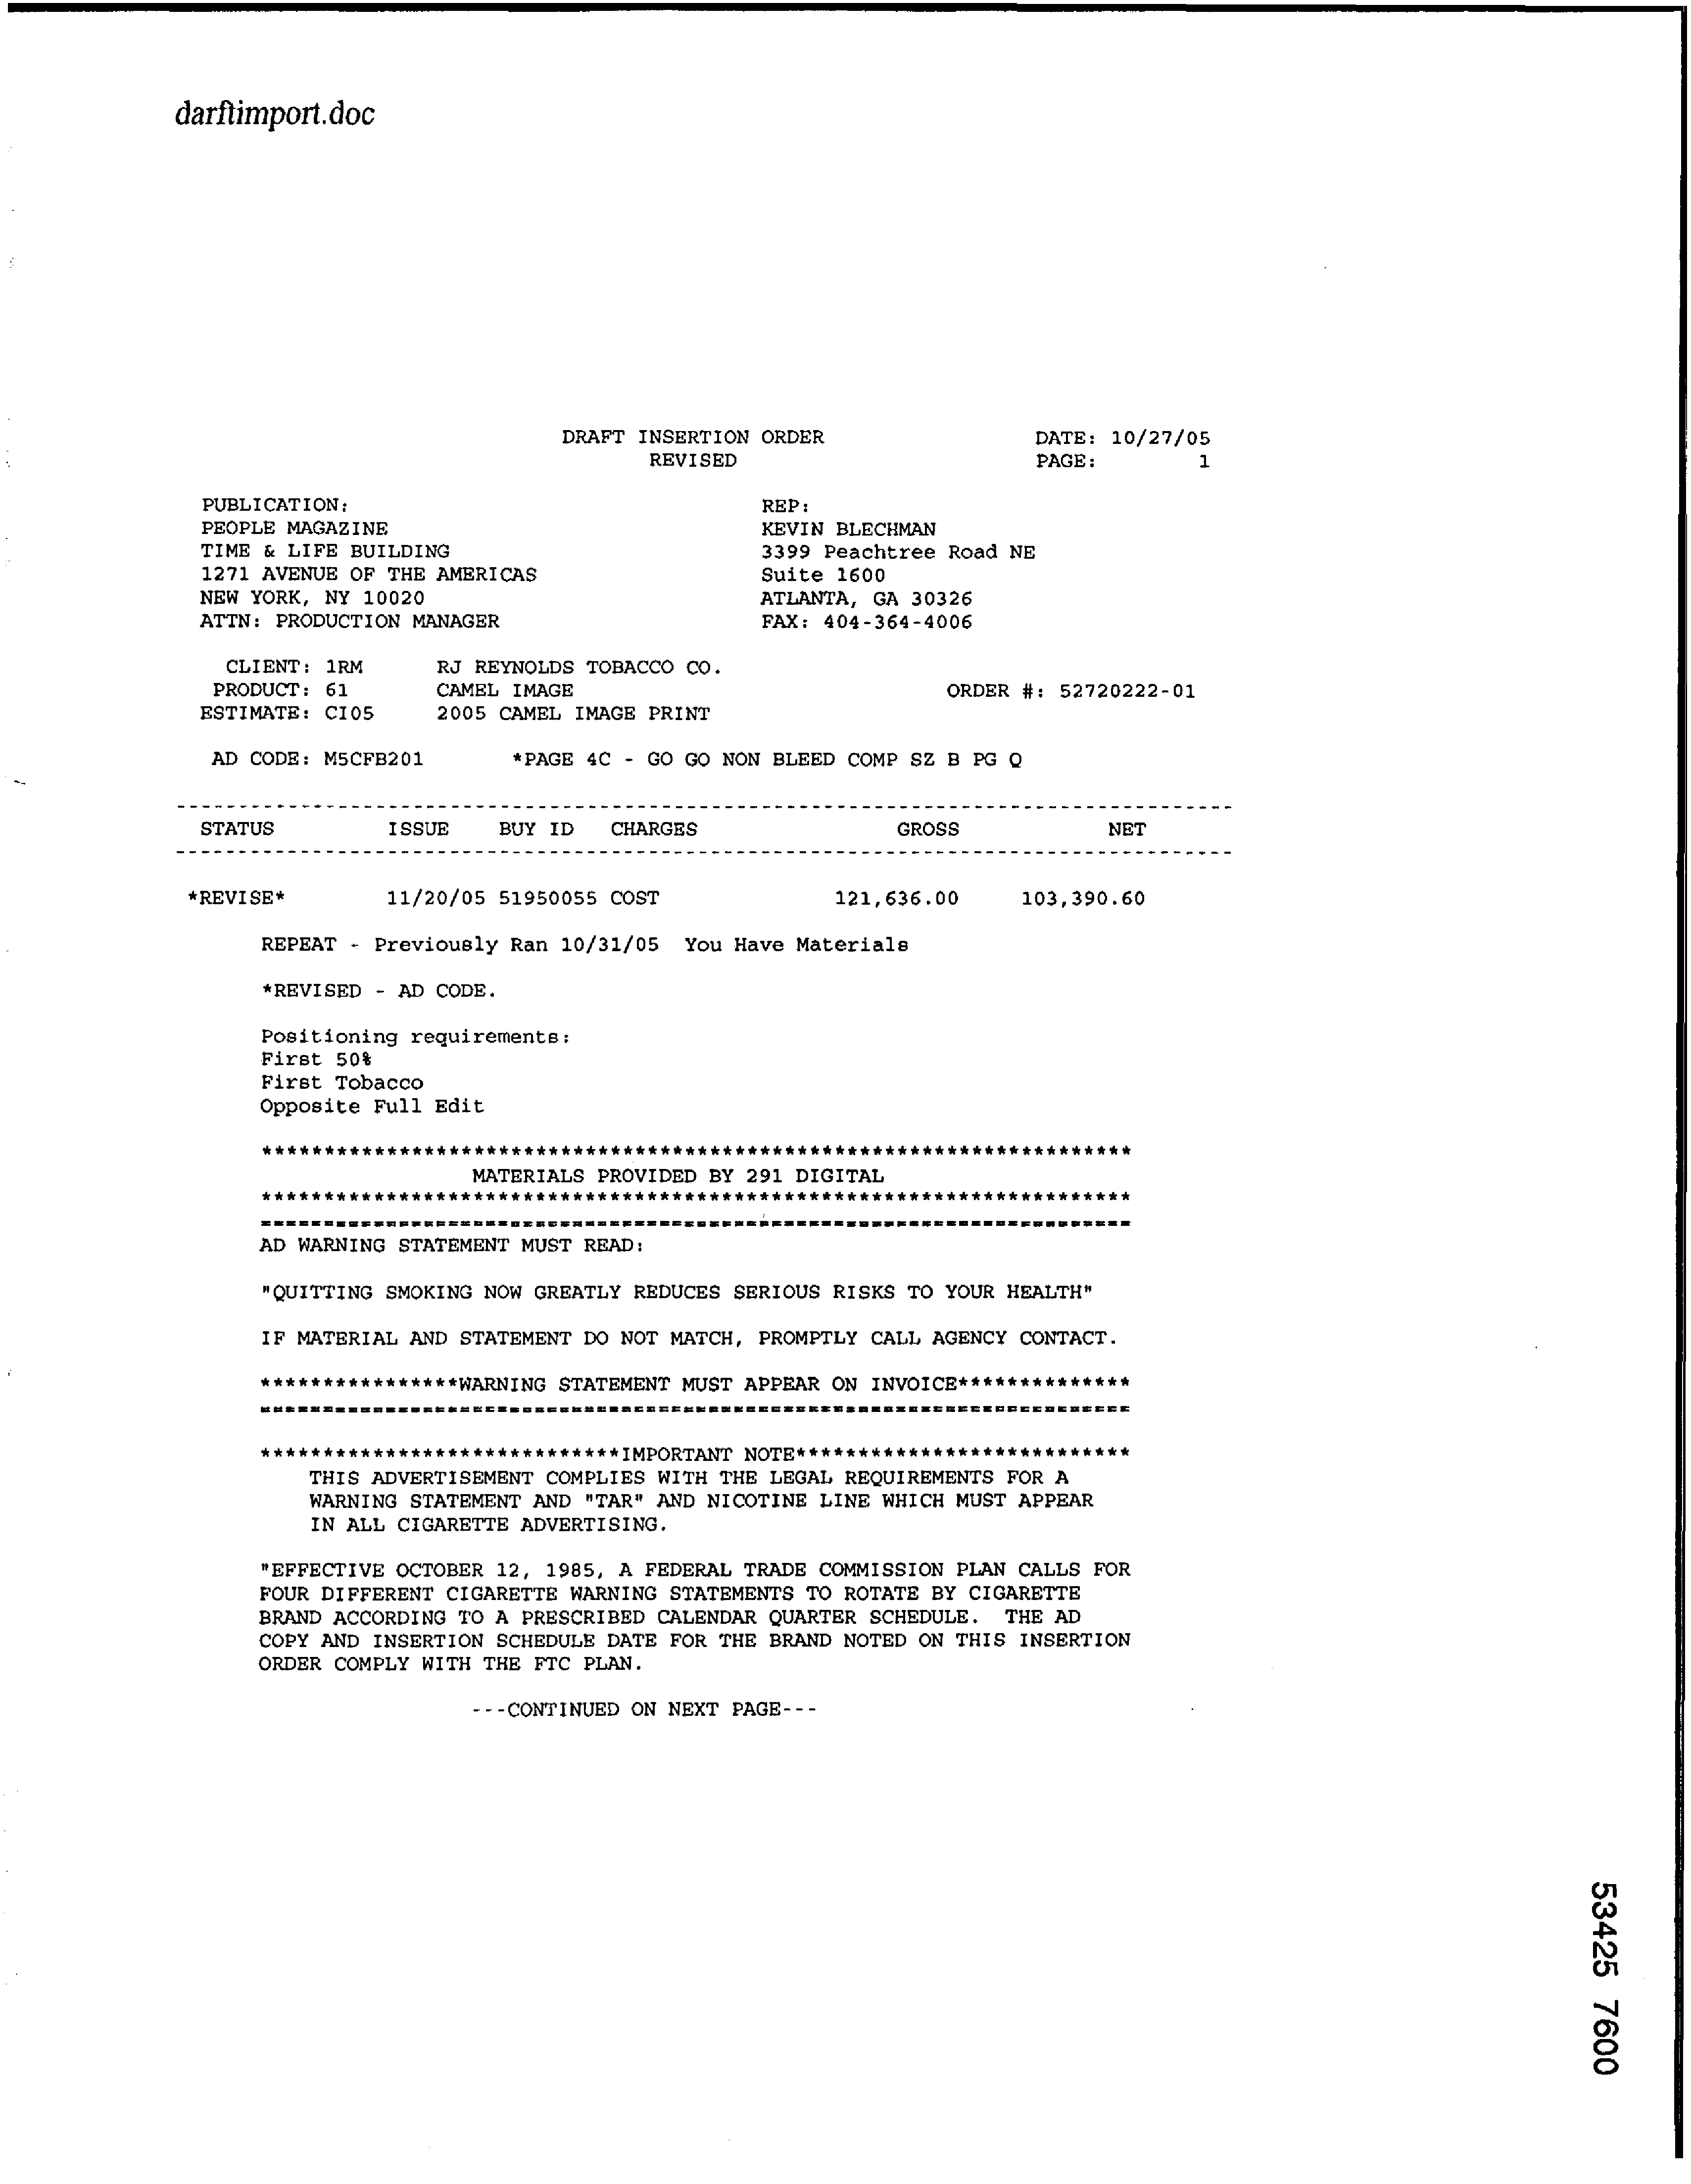 darftimport.doc
DRAFT INSERTION ORDER DATE: 10/27/05
REVISED PAGE: 1
PUBLICATION: REP:
PEOPLE MAGAZINE KEVIN BLECHMAN
TIME & LIFE BUILDING 3399 Peachtree Road NE
1271 AVENUE OF THE AMERICAS Suite 1600
NEW YORK, NY 10020 ATLANTA, GA 30326
ATTN: PRODUCTION MANAGER FAX: 404-364-4006
CLIENT: 1RM RJ REYNOLDS TOBACCO CO.
PRODUCT: 61 CAMEL IMAGE ORDER #: 52720222-01
ESTIMATE: CI05 2005 CAMEL IMAGE PRINT
AD CODE: M5CFB201 *PAGE 4C - GO GO NON BLEED COMP SZ B PG Q
STATUS ISSUE BUY ID CHARGES GROSS NET
*REVISE* 11/20/05 51950055 COST 121,636.00 103,390.60
REPEAT - Previously Ran 10/31/05 You Have Materials
*REVISED - AD CODE.
Positioning requirements:
First 50%
First Tobacco
Opposite Full Edit
**********************************************************************
MATERIALS PROVIDED BY 291 DIGITAL
**********************************************************************
======================================================================
AD WARNING STATEMENT MUST READ:
"QUITTING SMOKING NOW GREATLY REDUCES SERIOUS RISKS TO YOUR HEALTH"
IF MATERIAL AND STATEMENT DO NOT MATCH, PROMPTLY CALL AGENCY CONTACT.
****************WARNING STATEMENT MUST APPEAR ON INVOICE**************
======================================================================
*****************************IMPORTANT NOTE***************************
THIS ADVERTISEMENT COMPLIES WITH THE LEGAL REQUIREMENTS FOR A
WARNING STATEMENT AND "TAR" AND NICOTINE LINE WHICH MUST APPEAR
IN ALL CIGARETTE ADVERTISING.
"EFFECTIVE OCTOBER 12, 1985, A FEDERAL TRADE COMMISSION PLAN CALLS FOR
FOUR DIFFERENT CIGARETTE WARNING STATEMENTS TO ROTATE BY CIGARETTE
BRAND ACCORDING TO A PRESCRIBED CALENDAR QUARTER SCHEDULE. THE AD
COPY AND INSERTION SCHEDULE DATE FOR THE BRAND NOTED ON THIS INSERTION
ORDER COMPLY WITH THE FTC PLAN.
---CONTINUED ON NEXT PAGE---
53425 7600